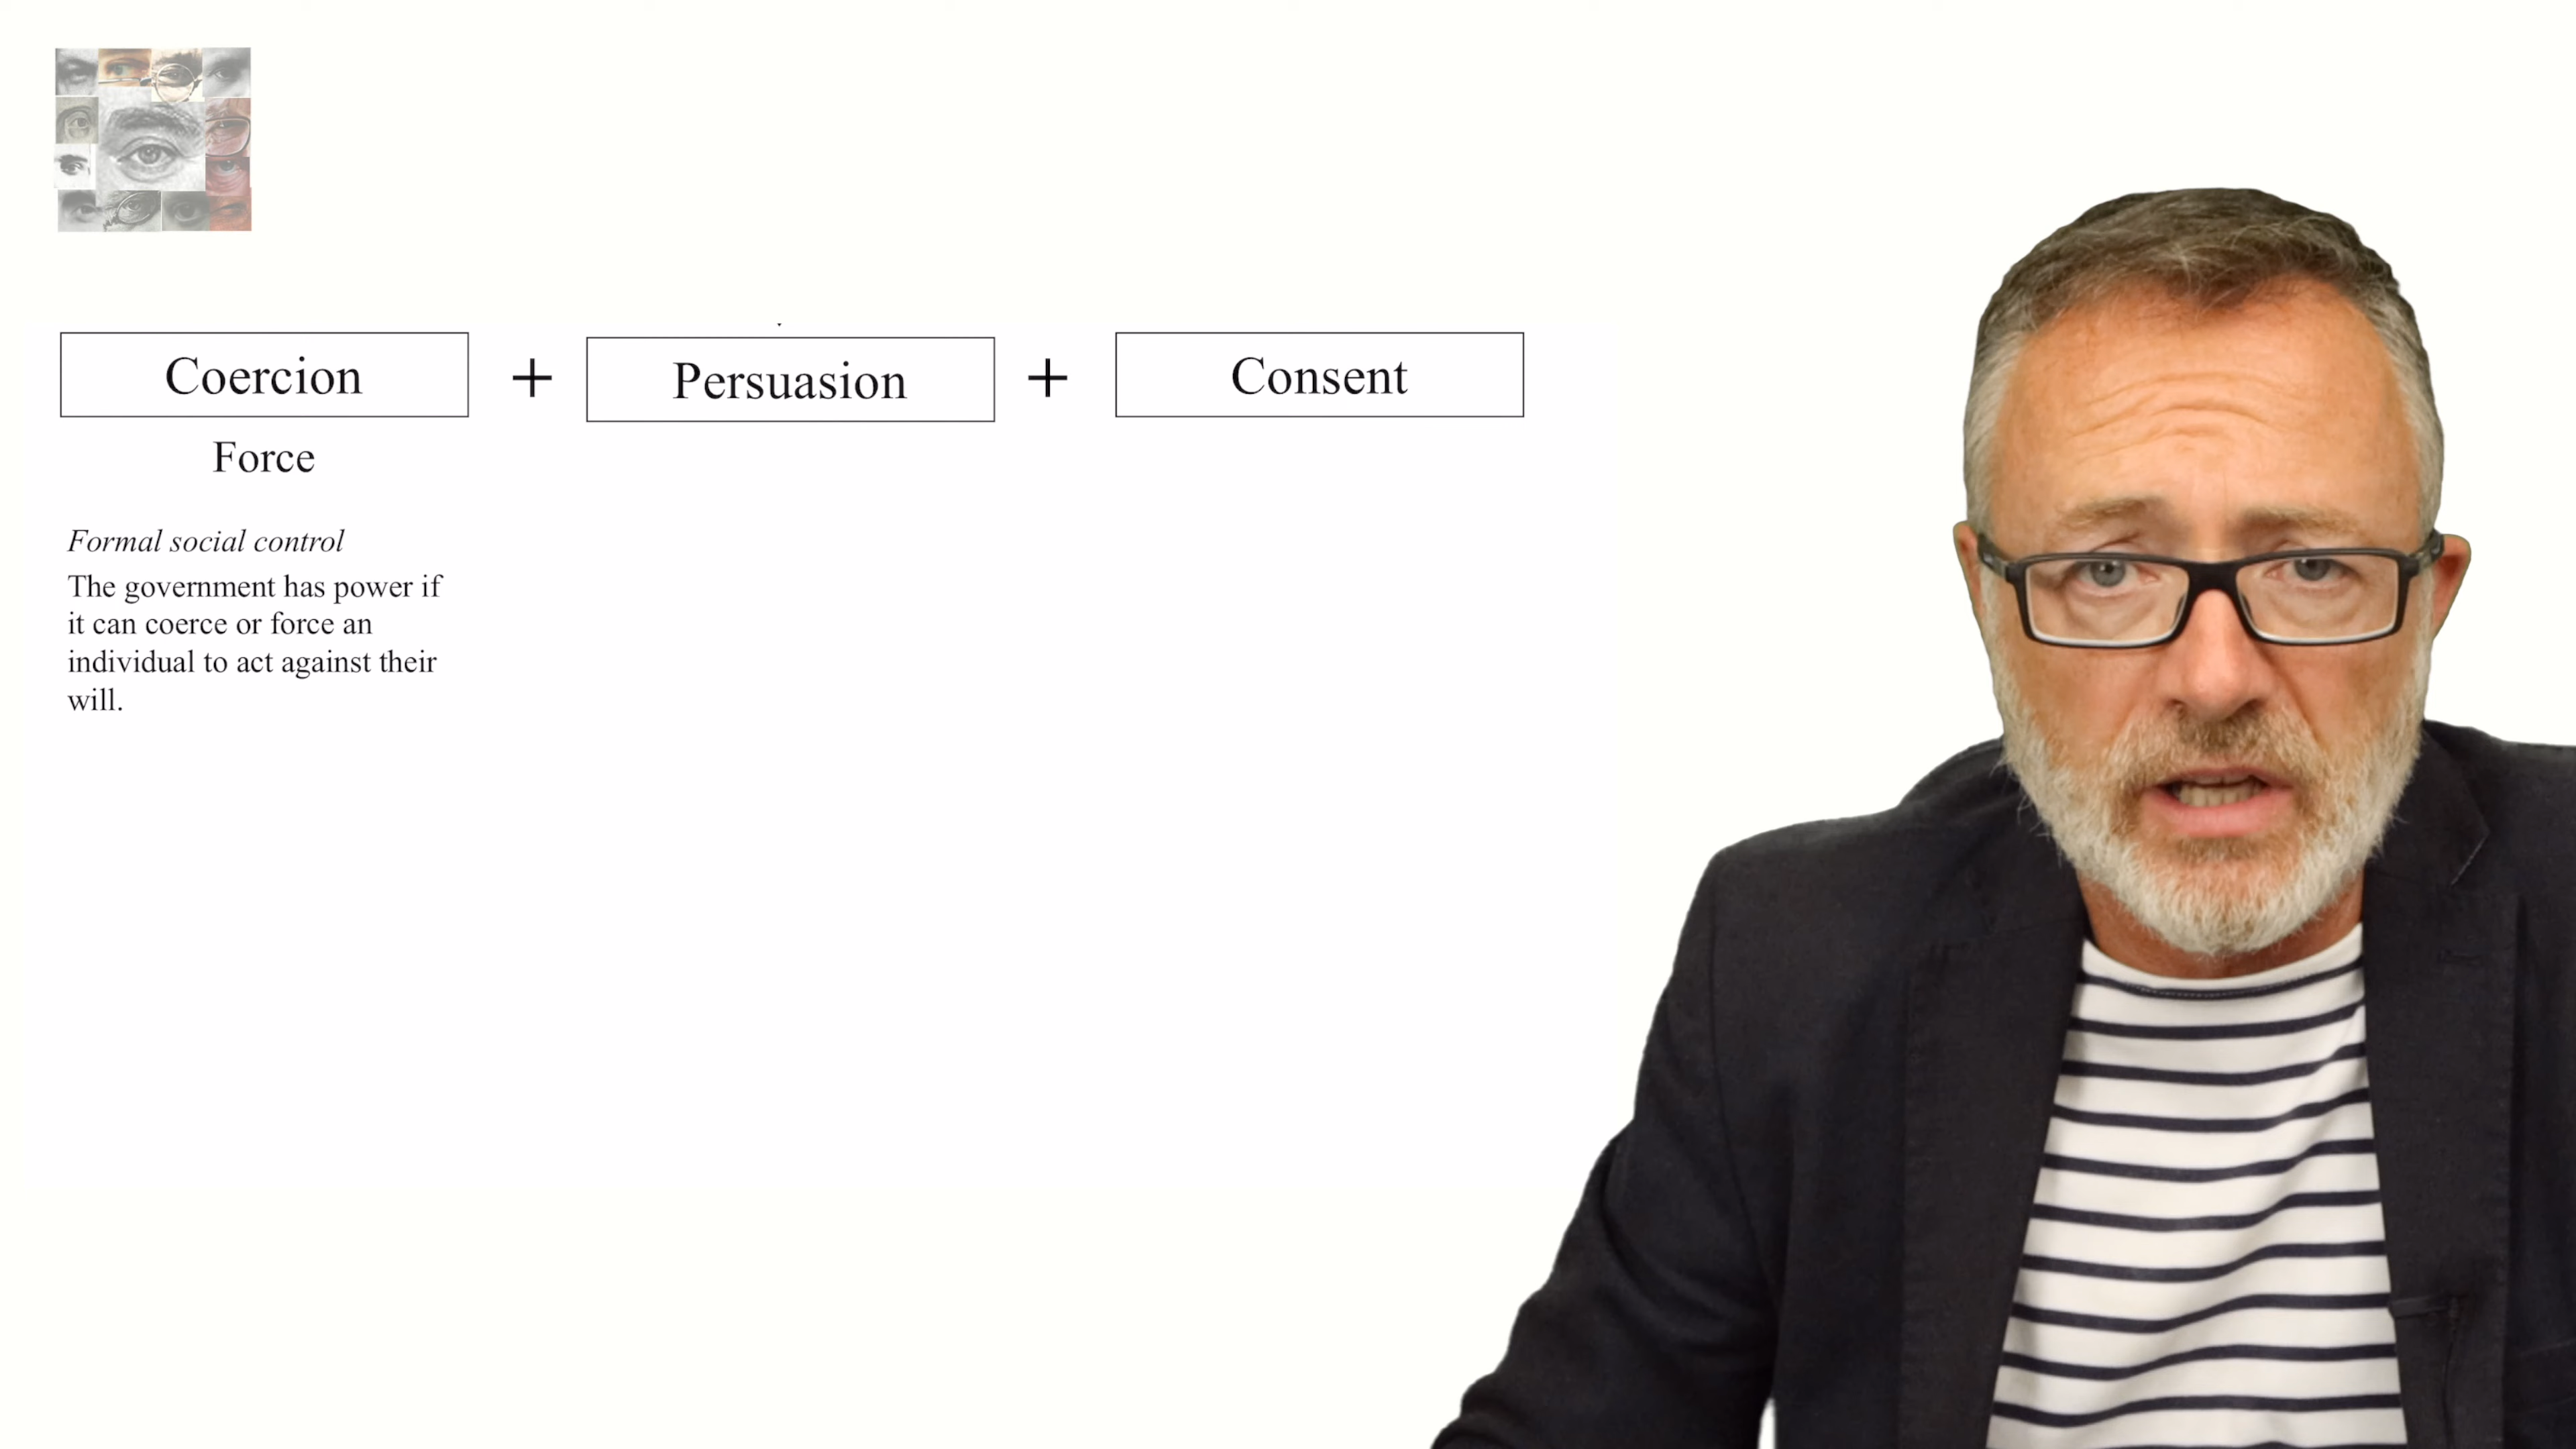 Coercion + Persuasion + Consent
Force
Formal social control
The government has power if
it can coerce or force an
individual to act against their
will.